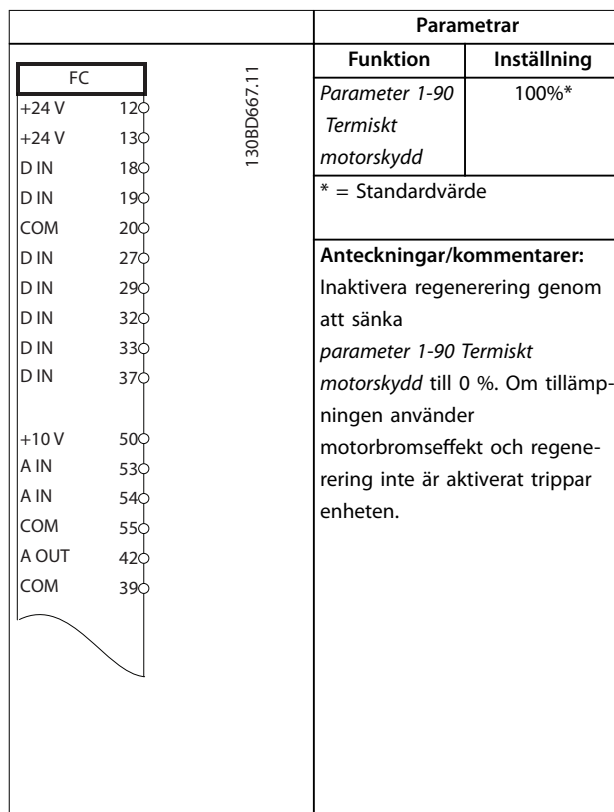 FC
+24 V 12
+24 V 13
D IN 18
D IN 19
COM 20
D IN 27
D IN 29
D IN 32
D IN 33
D IN 37
+10 V 50
A IN 53
A IN 54
COM 55
A OUT 42
COM 39
130BD667.11
Parametrar
Funktion Inställning
Parameter 1-90 100%*
Termiskt
motorskydd
* = Standardvärde
Anteckningar/kommentarer:
Inaktivera regenerering genom
att sänka
parameter 1-90 Termiskt
motorskydd till 0 %. Om tillämp-
ningen använder
motorbromseffekt och regene-
rering inte är aktiverat trippar
enheten.